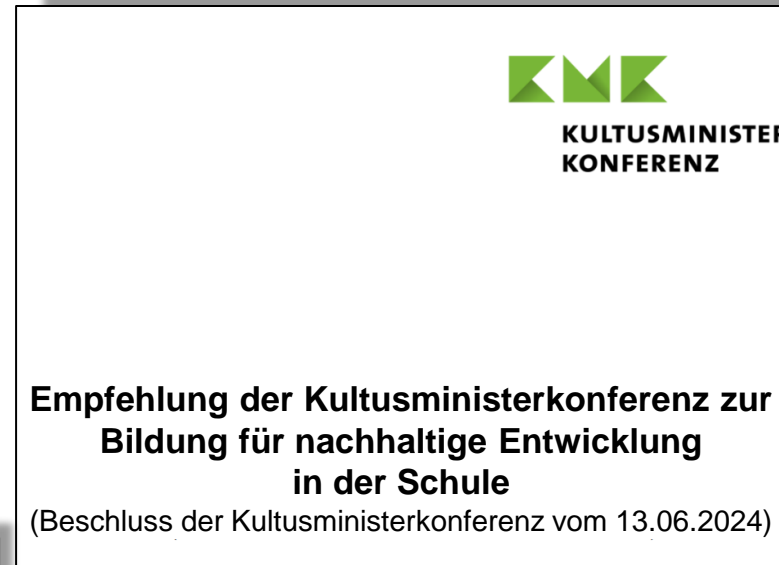 KMK
KULTUSMINISTER
KONFERENZ
Empfehlung der Kultusministerkonferenz zur
Bildung für nachhaltige Entwicklung
in der Schule
(Beschluss der Kultusministerkonferenz vom 13.06.2024)